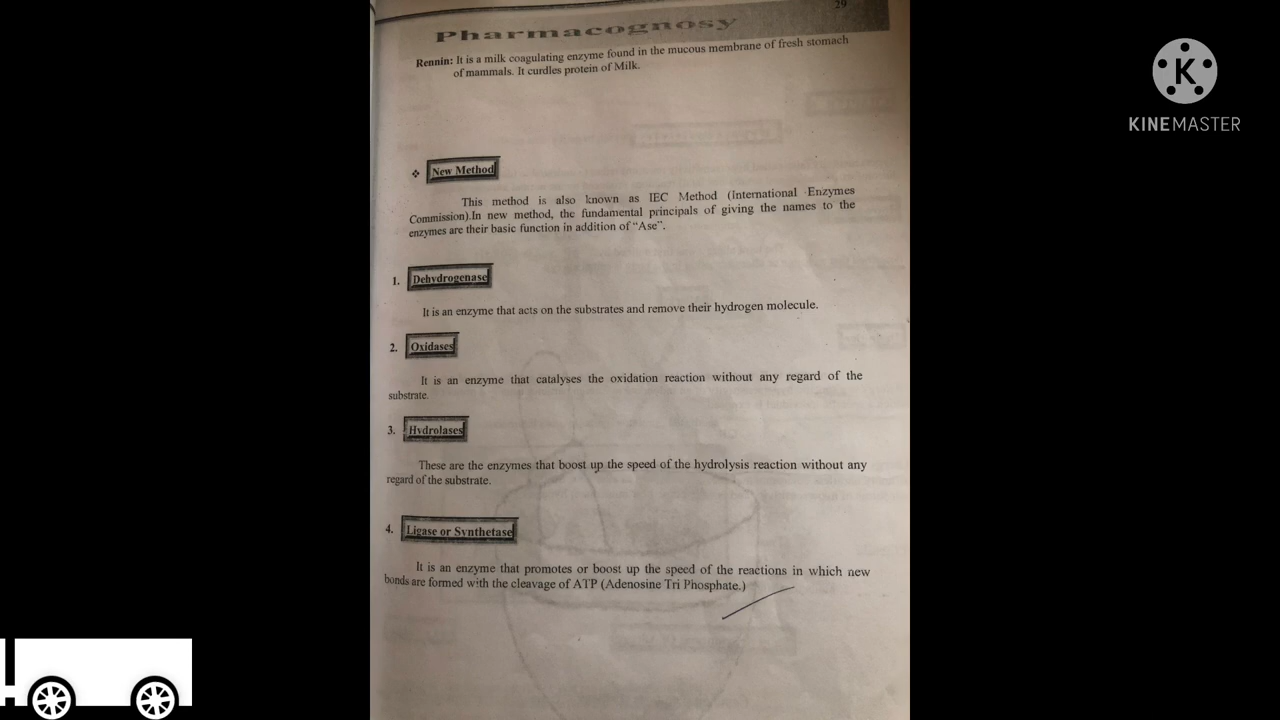 29
Pharmacognosy
Rennin: It is a milk coagulating enzyme found in the mucous membrane of fresh stomach
of mammals. It curdles protein of Milk.
K
KINEMASTER
❖ New Method
This method is also known as IEC Method (International Enzymes
Commission).In new method, the fundamental principals of giving the names to the
enzymes are their basic function in addition of “Ase”.
1. Dehydrogenase
It is an enzyme that acts on the substrates and remove their hydrogen molecule.
2. Oxidases
It is an enzyme that catalyses the oxidation reaction without any regard of the
substrate.
3. Hydrolases
These are the enzymes that boost up the speed of the hydrolysis reaction without any
regard of the substrate.
4. Ligase or Synthetase
It is an enzyme that promotes or boost up the speed of the reactions in which new
bonds are formed with the cleavage of ATP (Adenosine Tri Phosphate.)